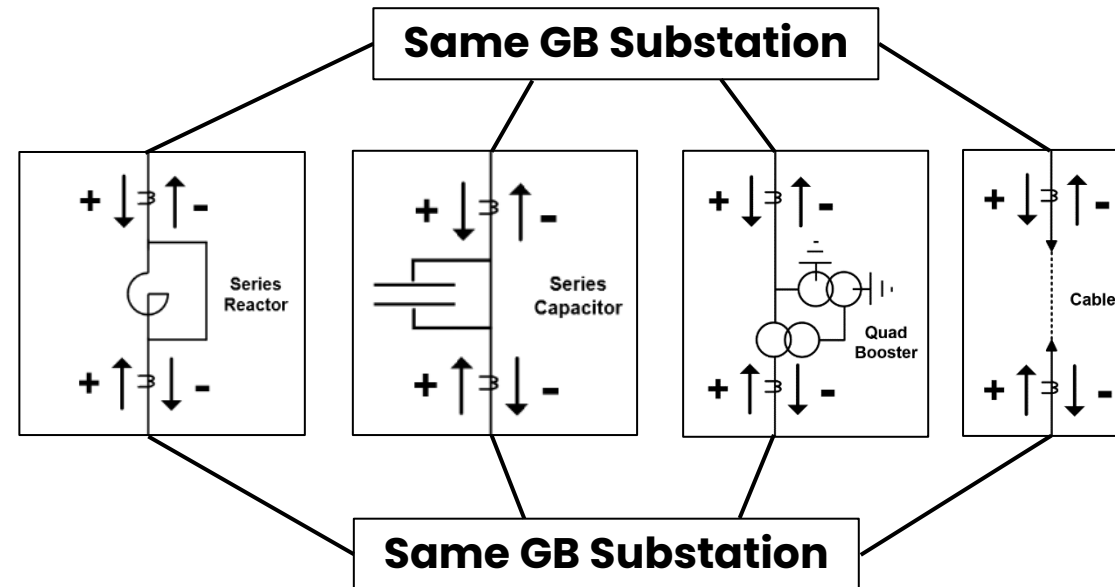 Same GB Substation
+ -
+ -
+ -
+ -
Series
Reactor
Series
Capacitor
Quad
Booster
Cable
+ -
+ -
+ -
+ -
Same GB Substation